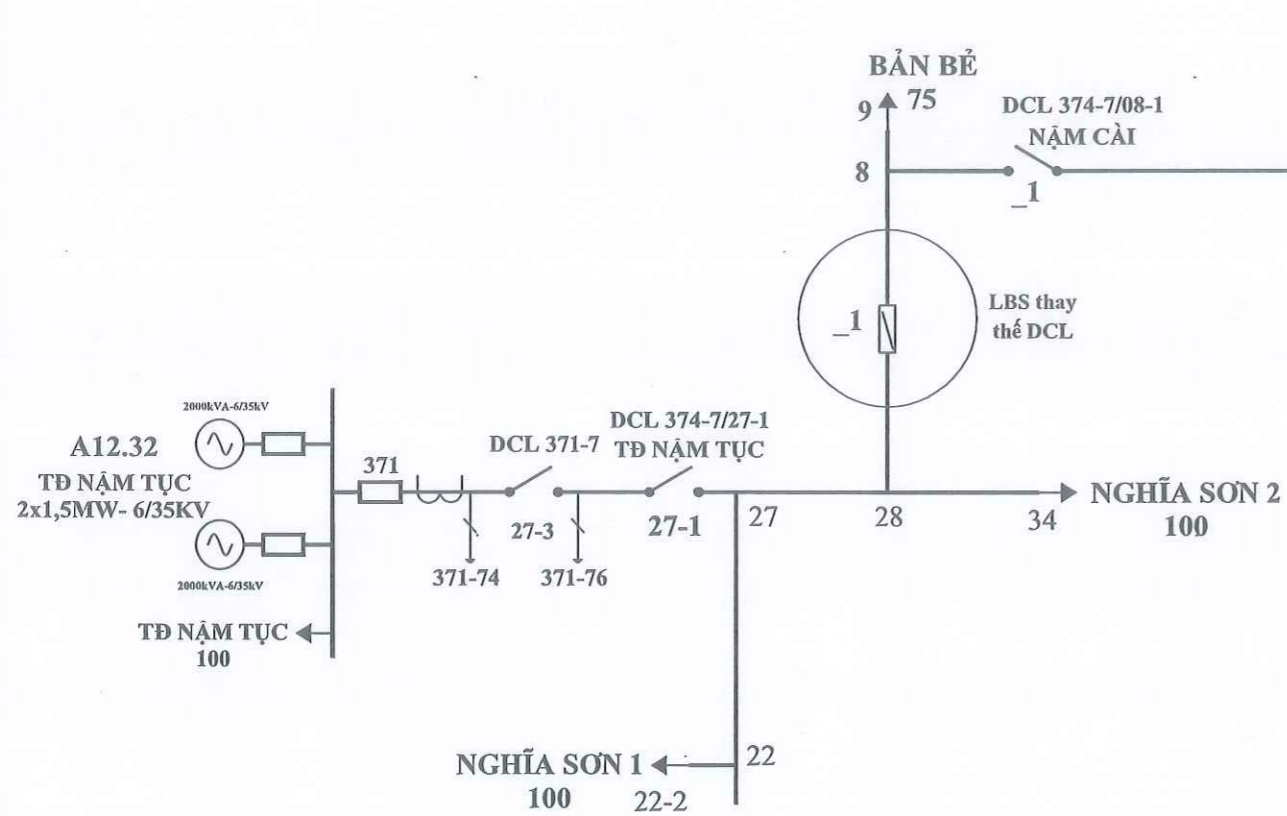 BẢN BẺ
9
75
DCL 374-7/08-1
NẬM CÀI
8
_1
LBS thay
thế DCL
_1
2000kVA-6/35kV
A12.32
TĐ NẬM TỤC
2x1,5MW- 6/35KV
2000kVA-6/35kV
TĐ NẬM TỤC
100
371
DCL 371-7
DCL 374-7/27-1
TĐ NẬM TỤC
27-3
27-1
27
28
34
NGHĨA SƠN 2
100
371-74
371-76
NGHĨA SƠN 1
100
22-2
22